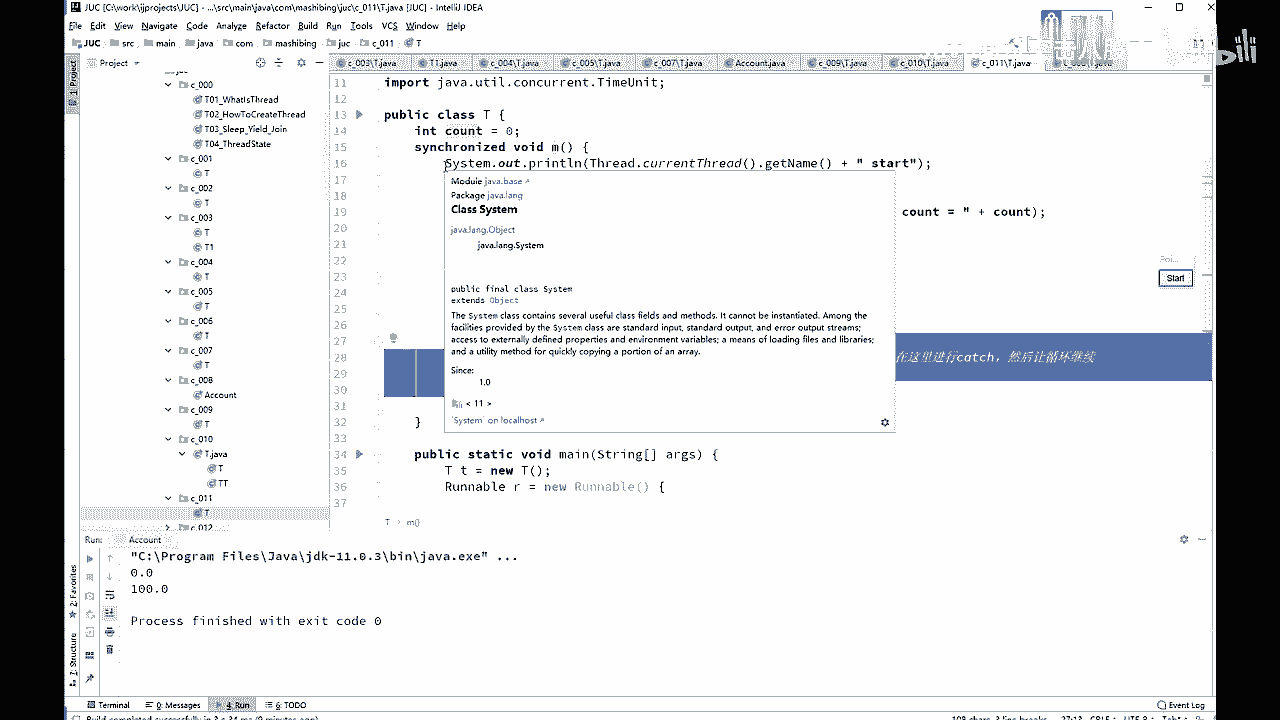 JUC [C:\work\ijprojects\JUC] - ...\src\main\java\com\mashibing\juc\c_011\T.java [JUC] - IntelliJ IDEA
File Edit View Navigate Code Analyze Refactor Build Run Tools VCS Window Help
JUC src main java com mashibing juc c_011 T
Project
c_003\T.java T1.java c_004\T.java c_005\T.java c_007\T.java Account.java c_009\T.java c_010\T.java c_011\T.java
1: Project
c_000
T01_WhatIsThread
T02_HowToCreateThread
T03_Sleep_Yield_Join
T04_ThreadState
c_001
T
c_002
T
c_003
T
T1
c_004
T
c_005
T
c_006
T
c_007
T
c_008
Account
c_009
T
c_010
T.java
T
TT
c_011
T
c_012
11 import java.util.concurrent.TimeUnit;
12
13 public class T {
14 int count = 0;
15 synchronized void m() {
16 System.out.println(Thread.currentThread().getName() + " start");
17
18
19 count = " + count);
20
21
22
23
24
25
26
27
28 在这里进行catch，然后让循环继续
29
30
31
32 }
33
34 public static void main(String[] args) {
35 T t = new T();
36 Runnable r = new Runnable() {
37
Module java.base
Package java.lang
Class System
java.lang.Object
java.lang.System
public final class System
extends Object
The System class contains several useful class fields and methods. It cannot be instantiated. Among the
facilities provided by the System class are standard input, standard output, and error output streams;
access to externally defined properties and environment variables; a means of loading files and libraries;
and a utility method for quickly copying a portion of an array.
Since:
1.0
< 11 >
`System` on localhost
Poi...
Start
T › m()
Run: Account
"C:\Program Files\Java\jdk-11.0.3\bin\java.exe" ...
0.0
100.0
Process finished with exit code 0
2: Favorites
7: Structure
Terminal 0: Messages 4: Run 6: TODO
Event Log